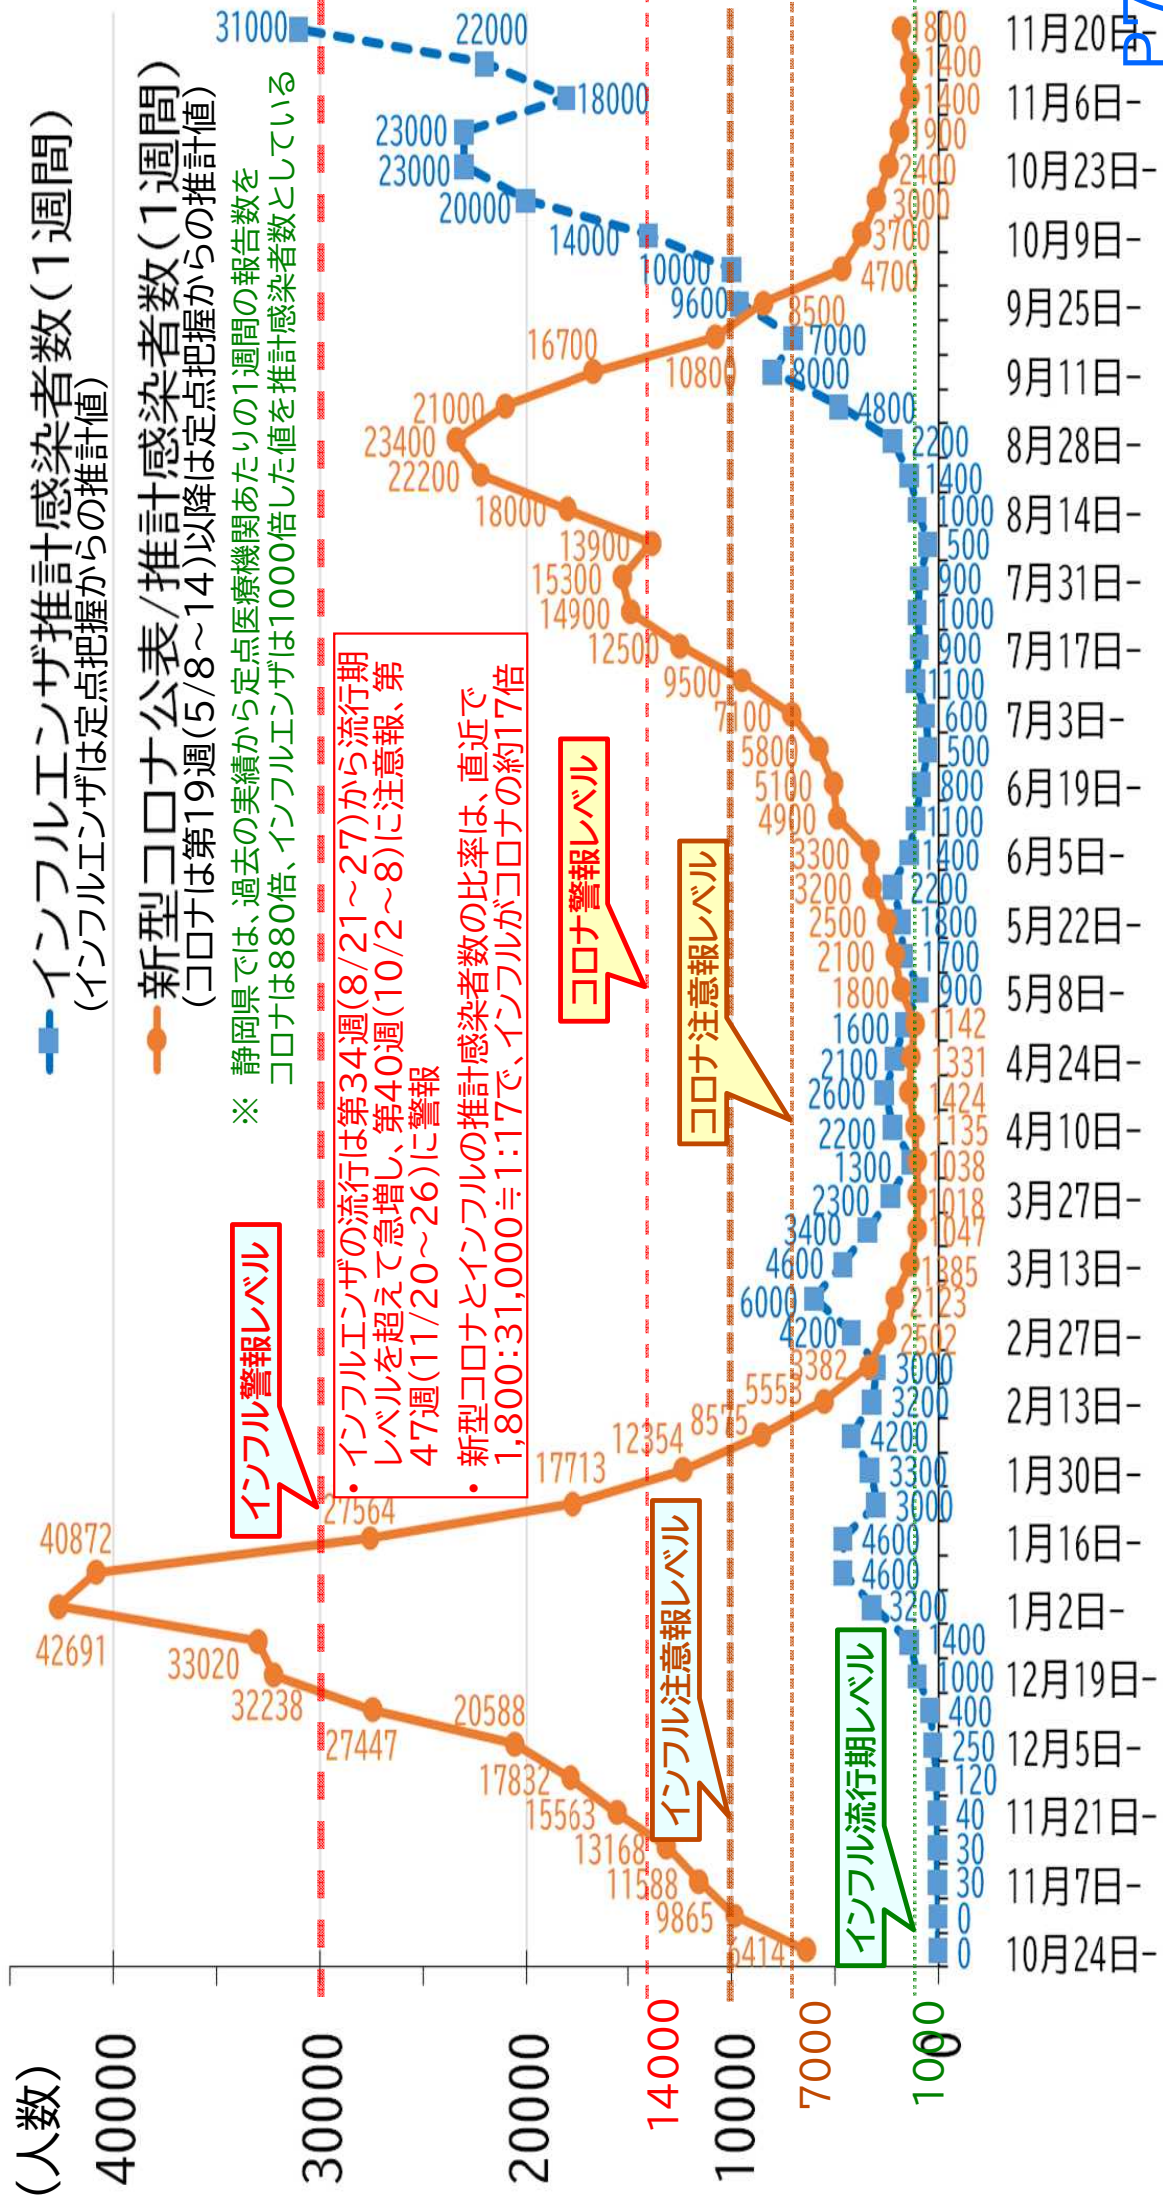 (人数)
インフルエンザ推計感染者数(1週間)
(インフルエンザは定点把握からの推計値)
新型コロナ公表/推計感染者数(1週間)
(コロナは第19週(5/8~14)以降は定点把握からの推計値)
※ 静岡県では、過去の実績から定点医療機関あたりの1週間の報告数を
コロナは880倍、インフルエンザは1000倍した値を推計感染者数としている
インフル警報レベル
• インフルエンザの流行は第34週(8/21~27)から流行期
レベルを超えて急増し、第40週(10/2~8)に注意報、第
47週(11/20~26)に警報
• 新型コロナとインフルの推計感染者数の比率は、直近で
1,800:31,000≒1:17で、インフルがコロナの約17倍
コロナ警報レベル
コロナ注意報レベル
インフル注意報レベル
インフル流行期レベル
40000
30000
20000
14000
10000
7000
1000
0
6414 9865 11588 13168 15563 17832 20588 27447 32238 33020 42691 40872 27564 17713 12354 8575 5553 3382 2502 2123 1385 1047 1018 1038 1135 1424 1331 1142 1800 2100 2500 3200 3300 4900 5100 5800 7100 9500 12500 14900 15300 13900 18000 22200 23400 21000 16700 10800 8500 4700 3700 3000 2400 900 1400 1400 800
0 0 30 30 40 120 250 400 1000 1400 3200 4600 4600 3000 3300 4200 3200 3000 4200 6000 4600 3400 2300 1300 2200 2600 2100 1600 900 1700 1800 2200 1400 1100 800 500 600 1100 900 1000 900 500 1000 1400 2200 4800 8000 7000 9600 10000 14000 20000 23000 23000 18000 22000 31000
10月24日- 11月7日- 11月21日- 12月5日- 12月19日- 1月2日- 1月16日- 1月30日- 2月13日- 2月27日- 3月13日- 3月27日- 4月10日- 4月24日- 5月8日- 5月22日- 6月5日- 6月19日- 7月3日- 7月17日- 7月31日- 8月14日- 8月28日- 9月11日- 9月25日- 10月9日- 10月23日- 11月6日- 11月20日-
P7